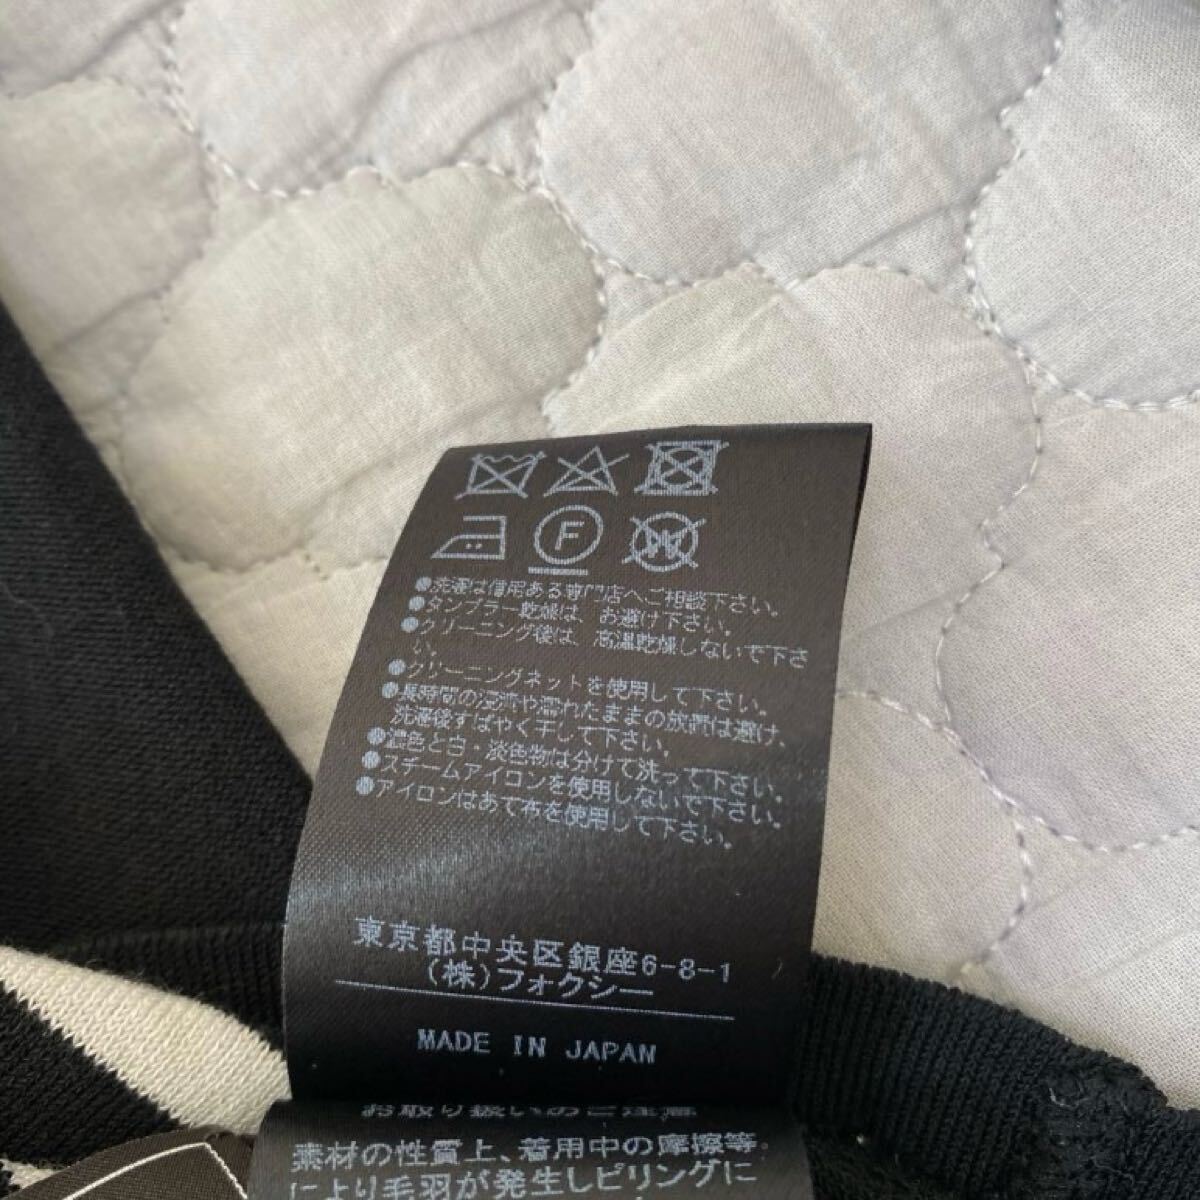 F
W
●洗濯は信用ある専門店へご相談下さい。
●タンブラー乾燥は、お避け下さい。
●クリーニング後は、高温乾燥しないで下さ
い。
●クリーニングネットを使用して下さい。
●長時間の浸漬や濡れたままの放置は避け、
洗濯後すばやく干して下さい。
●濃色と白・淡色物は分けて洗って下さい。
●スチームアイロンを使用しないで下さい。
●アイロンはあて布を使用して下さい。
東京都中央区銀座6-8-1
(株)フォクシー
MADE IN JAPAN
お取り扱いのご注意
素材の性質上、着用中の摩擦等
により毛羽が発生しピリングに